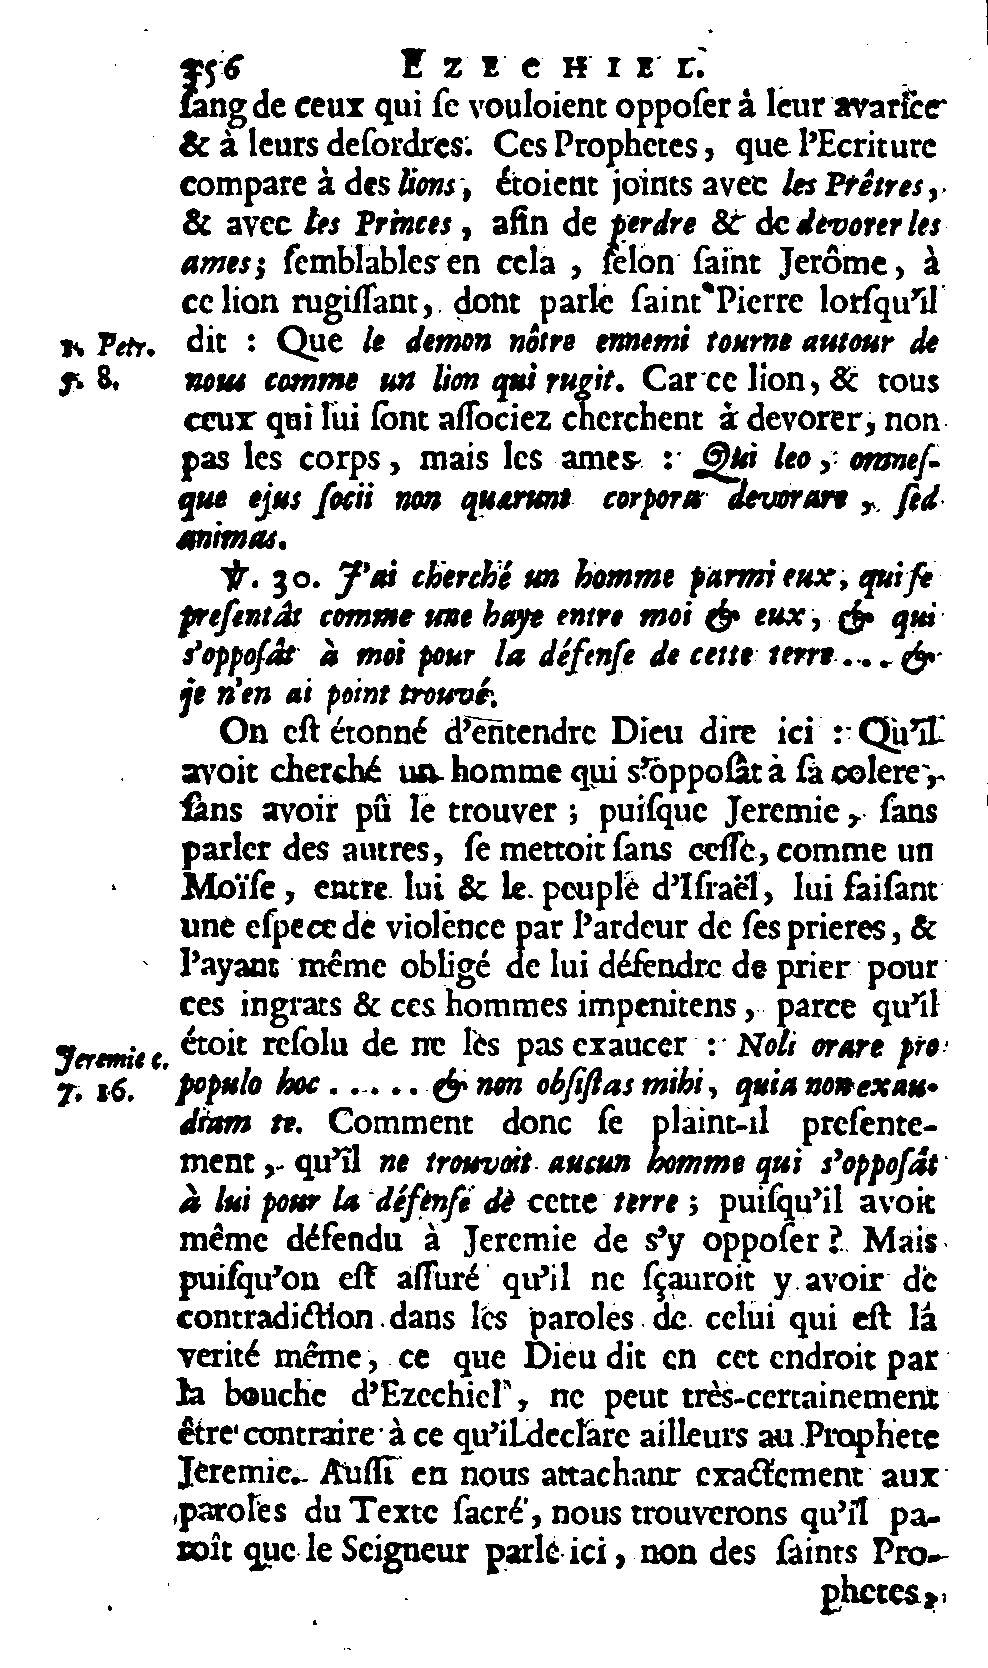 356 EZECHIEL.
ſang de ceux qui ſe vouloient oppoſer à leur avarice
& à leurs deſordres. Ces Prophetes, que l'Ecriture
compare à des lions, étoient joints avec les Prêtres,
& avec les Princes, afin de perdre & de devorer les
ames; ſemblables en cela, ſelon ſaint Jerôme, à
ce lion rugiſſant, dont parle ſaint Pierre lorſqu'il
1. Petr. dit : Que le demon nôtre ennemi tourne autour de
5. 8. nous comme un lion qui rugit. Car ce lion, & tous
ceux qui lui ſont aſſociez cherchent à devorer, non
pas les corps, mais les ames : Qui leo, omneſ-
que ejus ſocii non quærunt corpora devorare, ſed
animas.
℣. 30. J'ai cherché un homme parmi eux, qui ſe
preſentât comme une haye entre moi & eux, & qui
s'oppoſât à moi pour la défenſe de cette terre.... &
je n'en ai point trouvé.
On eſt étonné d'entendre Dieu dire ici : Qu'il
avoit cherché un homme qui s'oppoſât à ſa colere,
ſans avoir pû le trouver ; puiſque Jeremie, ſans
parler des autres, ſe mettoit ſans ceſſe, comme un
Moïſe, entre lui & le peuple d'Iſraël, lui faiſant
une eſpece de violence par l'ardeur de ſes prieres, &
l'ayant même obligé de lui défendre de prier pour
ces ingrats & ces hommes impenitens, parce qu'il
Jeremie c. étoit reſolu de ne les pas exaucer : Noli orare pro
7. 16. populo hoc ...... & non obſiſtas mihi, quia non exau-
diam te. Comment donc ſe plaint-il preſente-
ment, qu'il ne trouvoit aucun homme qui s'oppoſât
à lui pour la défenſe de cette terre ; puiſqu'il avoit
même défendu à Jeremie de s'y oppoſer ? Mais
puiſqu'on eſt aſſuré qu'il ne ſçauroit y avoir de
contradiction dans les paroles de celui qui eſt la
verité même, ce que Dieu dit en cet endroit par
la bouche d'Ezechiel, ne peut très-certainement
être contraire à ce qu'il declare ailleurs au Prophete
Jeremie. Auſſi en nous attachant exactement aux
paroles du Texte ſacré, nous trouverons qu'il pa-
roît que le Seigneur parle ici, non des ſaints Pro-
phetes,